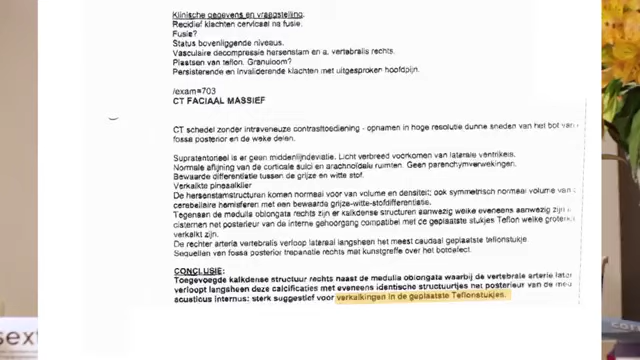 Klinische gegevens en vraagstelling.
Recidief klachten cervicaal na fusie.
Fusie?
Status bovenliggende niveaus.
Vasculaire decompressie hersenstam en a. vertebralis rechts.
Plaatsen van teflon. Granuloom?
Persisterende en invaliderende klachten met uitgesproken hoofdpijn.
/exam=703
CT FACIAAL MASSIEF
CT schedel zonder intraveneuze contrasttoediening - opnamen in hoge resolutie dunne sneden van het bot van
fossa posterior en de weke delen.
Supratentoreel is er geen middenlijndeviatie. Licht verbreed voorkomen van laterale ventrikels.
Normale aflijning van de corticale sulci en arachnoïdale ruimten. Geen parenchymverwekingen.
Bewaarde differentiatie tussen de grijze en witte stof.
Verkalkte pinealklier
De hersenstamstructuren komen normaal voor van volume en densiteit; ook symmetrisch normaal volume van
cerebellaire hemisferen met een bewaarde grijze-witte-stofdifferentiatie.
Tegenaan de medulla oblongata rechts zijn er kalkdense structuren aanwezig welke eveneens aanwezig zijn
cisternen net posterior van de interne gehoorgang compatibel met de geplaatste stukjes Teflon welke
verkalkt zijn.
De rechter arteria vertebralis verloop lateraal langsheen het meest caudaal geplaatste teflonstukje.
Sequellen van fossa posterior trepanatie rechts met kunstgreffe over het botdefect.
CONCLUSIE:
Toegevoegde kalkdense structuur rechts naast de medulla oblongata waarbij de vertebrale arterie
verloopt langsheen deze calcificaties met eveneens identische structuurtjes net posterior van de
acusticus internus: sterk suggestief voor verkalkingen in de geplaatste Teflonstukjes.
sext